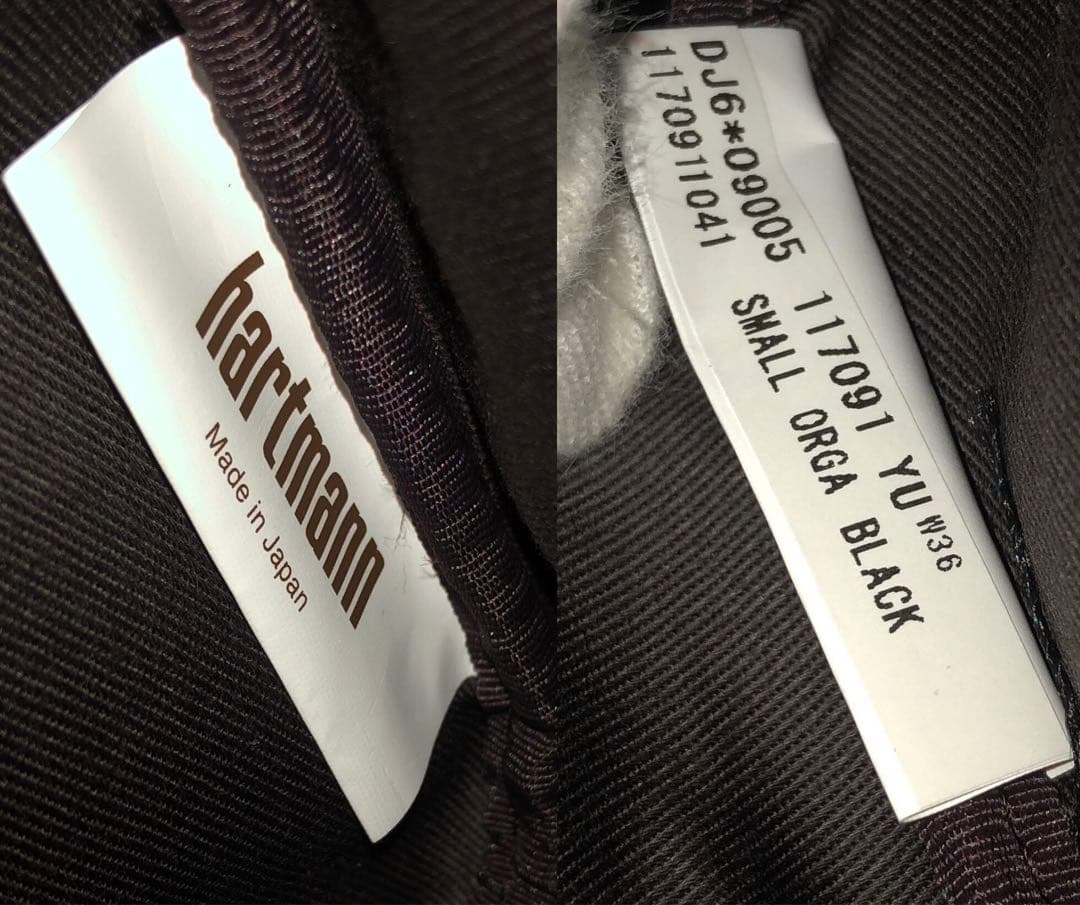 hartmann
Made in Japan
DJ6*09005 117091 YU W36
1170911041 SMALL ORGA BLACK